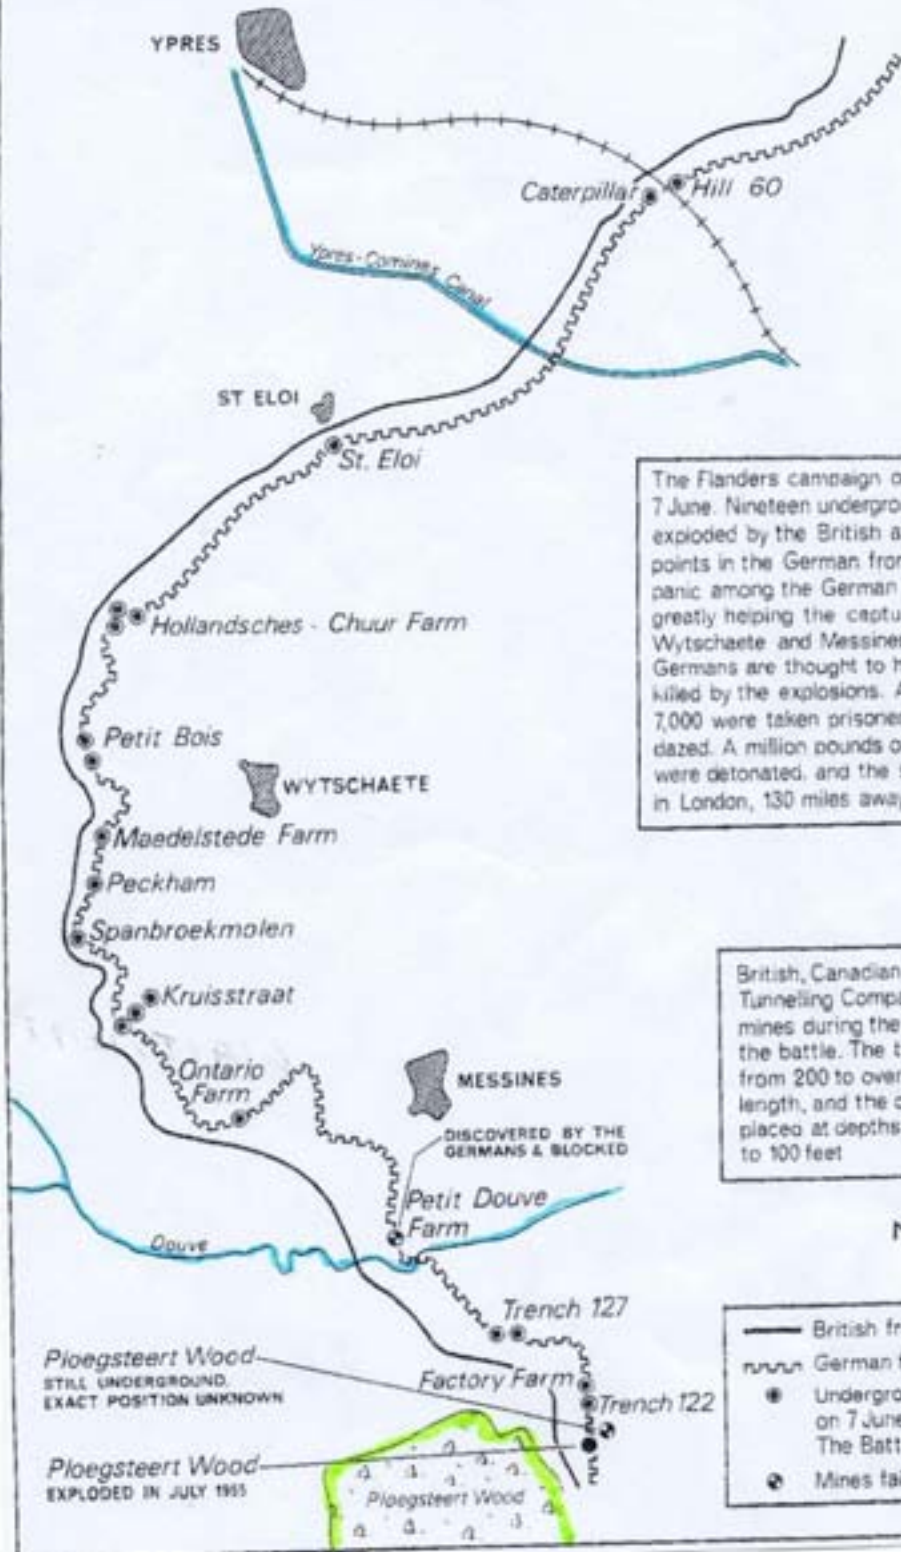 YPRES
Caterpillar
Hill 60
Ypres-Comines Canal
ST ELOI
St. Eloi
The Flanders campaign o
7 June. Nineteen undergro
exploded by the British a
points in the German fron
panic among the German
greatly helping the captu
Wytschaete and Messines
Germans are thought to h
killed by the explosions. A
7,000 were taken prisoner
dazed. A million pounds o
were detonated. and the s
in London, 130 miles away
Hollandsches - Chuur Farm
Petit Bois
WYTSCHAETE
Maedelstede Farm
Peckham
Spanbroekmolen
Kruisstraat
British, Canadian
Tunnelling Compa
mines during the
the battle. The t
from 200 to over
length, and the c
placed at depths
to 100 feet
Ontario
Farm
MESSINES
DISCOVERED BY THE
GERMANS & BLOCKED
Petit Douve
Farm
Douve
N
Trench 127
Ploegsteert Wood
STILL UNDERGROUND.
EXACT POSITION UNKNOWN
Factory Farm
Trench 122
Ploegsteert Wood
EXPLODED IN JULY 1955
Ploegsteert Wood
British fr
German f
Undergro
on 7 June
The Batt
Mines fai